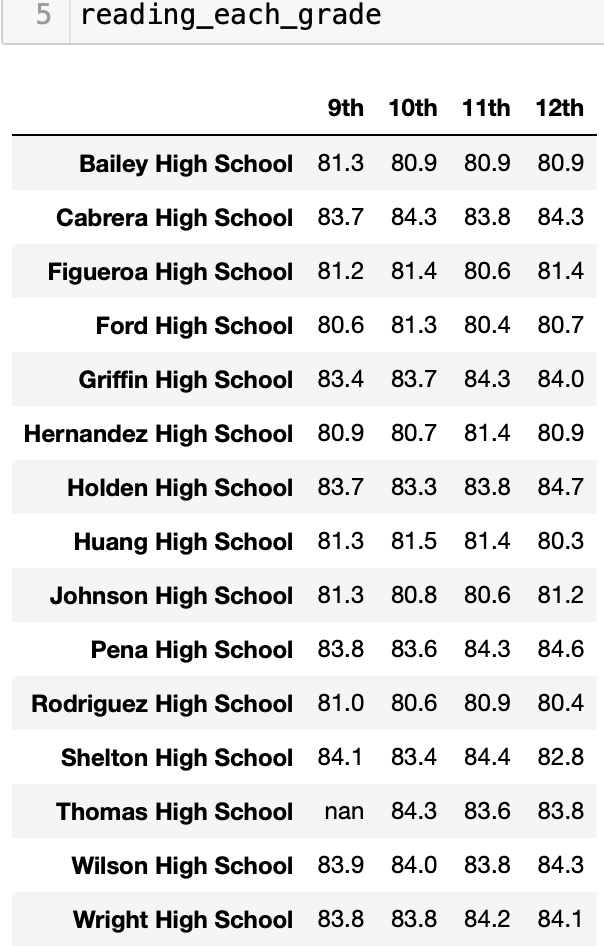 5 reading_each_grade
9th 10th 11th 12th
Bailey High School 81.3 80.9 80.9 80.9
Cabrera High School 83.7 84.3 83.8 84.3
Figueroa High School 81.2 81.4 80.6 81.4
Ford High School 80.6 81.3 80.4 80.7
Griffin High School 83.4 83.7 84.3 84.0
Hernandez High School 80.9 80.7 81.4 80.9
Holden High School 83.7 83.3 83.8 84.7
Huang High School 81.3 81.5 81.4 80.3
Johnson High School 81.3 80.8 80.6 81.2
Pena High School 83.8 83.6 84.3 84.6
Rodriguez High School 81.0 80.6 80.9 80.4
Shelton High School 84.1 83.4 84.4 82.8
Thomas High School nan 84.3 83.6 83.8
Wilson High School 83.9 84.0 83.8 84.3
Wright High School 83.8 83.8 84.2 84.1